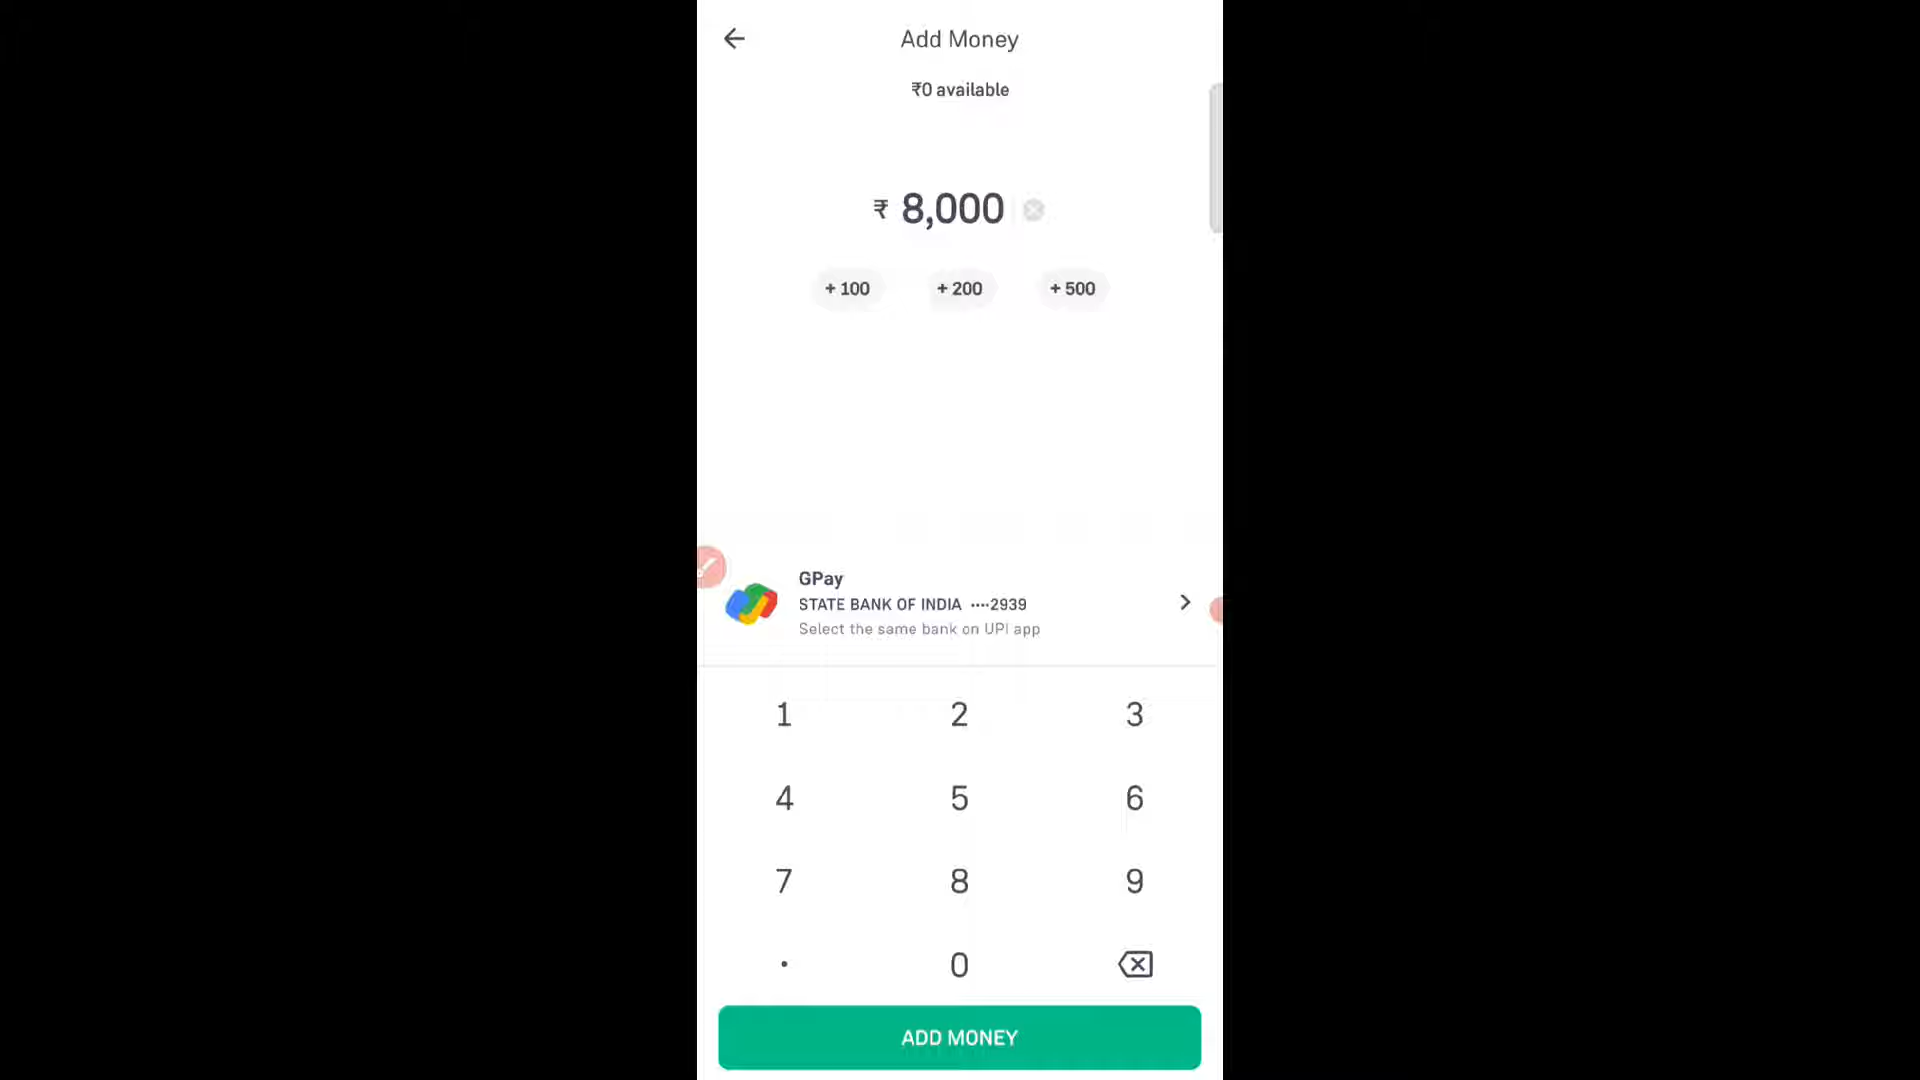 Add Money
₹0 available
₹ 8,000
+ 100 + 200 + 500
GPay
STATE BANK OF INDIA ····2939
Select the same bank on UPI app
1 2 3
4 5 6
7 8 9
. 0
ADD MONEY